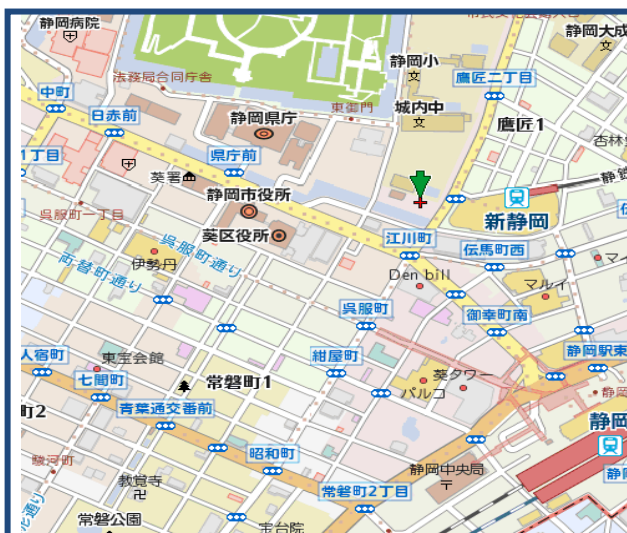 静岡病院
静岡小
静岡大成
法務局合同庁舎
鷹匠二丁目
中町
東御門
城内中
日赤前
静岡県庁
鷹匠1
杏林
1丁目
県庁前
葵署
静岡市役所
呉服町一丁目
新静岡
葵区役所
江川町
伝馬町西
呉服町通り
伊勢丹
両替町通り
Den bill
マルイ
呉服町
御幸町南
人宿町
東宝会館
紺屋町
静岡駅東
七間町
常磐町1
葵タワー
パルコ
町2
青葉通交番前
静岡
昭和町
駿河町
静岡中央局
教覚寺
常磐町2丁目
常磐公園
宝台院